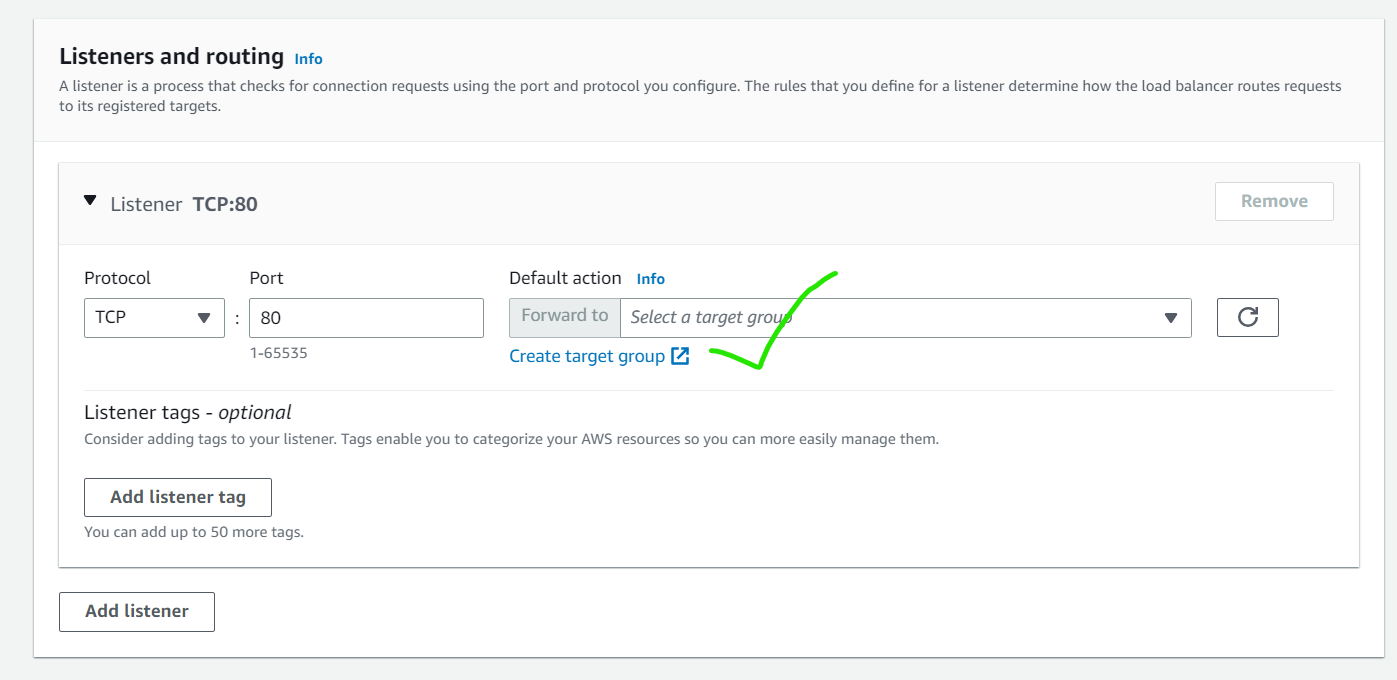 Listeners and routing Info
A listener is a process that checks for connection requests using the port and protocol you configure. The rules that you define for a listener determine how the load balancer routes requests
to its registered targets.
Listener TCP:80
Remove
Protocol
Port
Default action Info
TCP
:
80
Forward to
Select a target group
1-65535
Create target group
Listener tags - optional
Consider adding tags to your listener. Tags enable you to categorize your AWS resources so you can more easily manage them.
Add listener tag
You can add up to 50 more tags.
Add listener